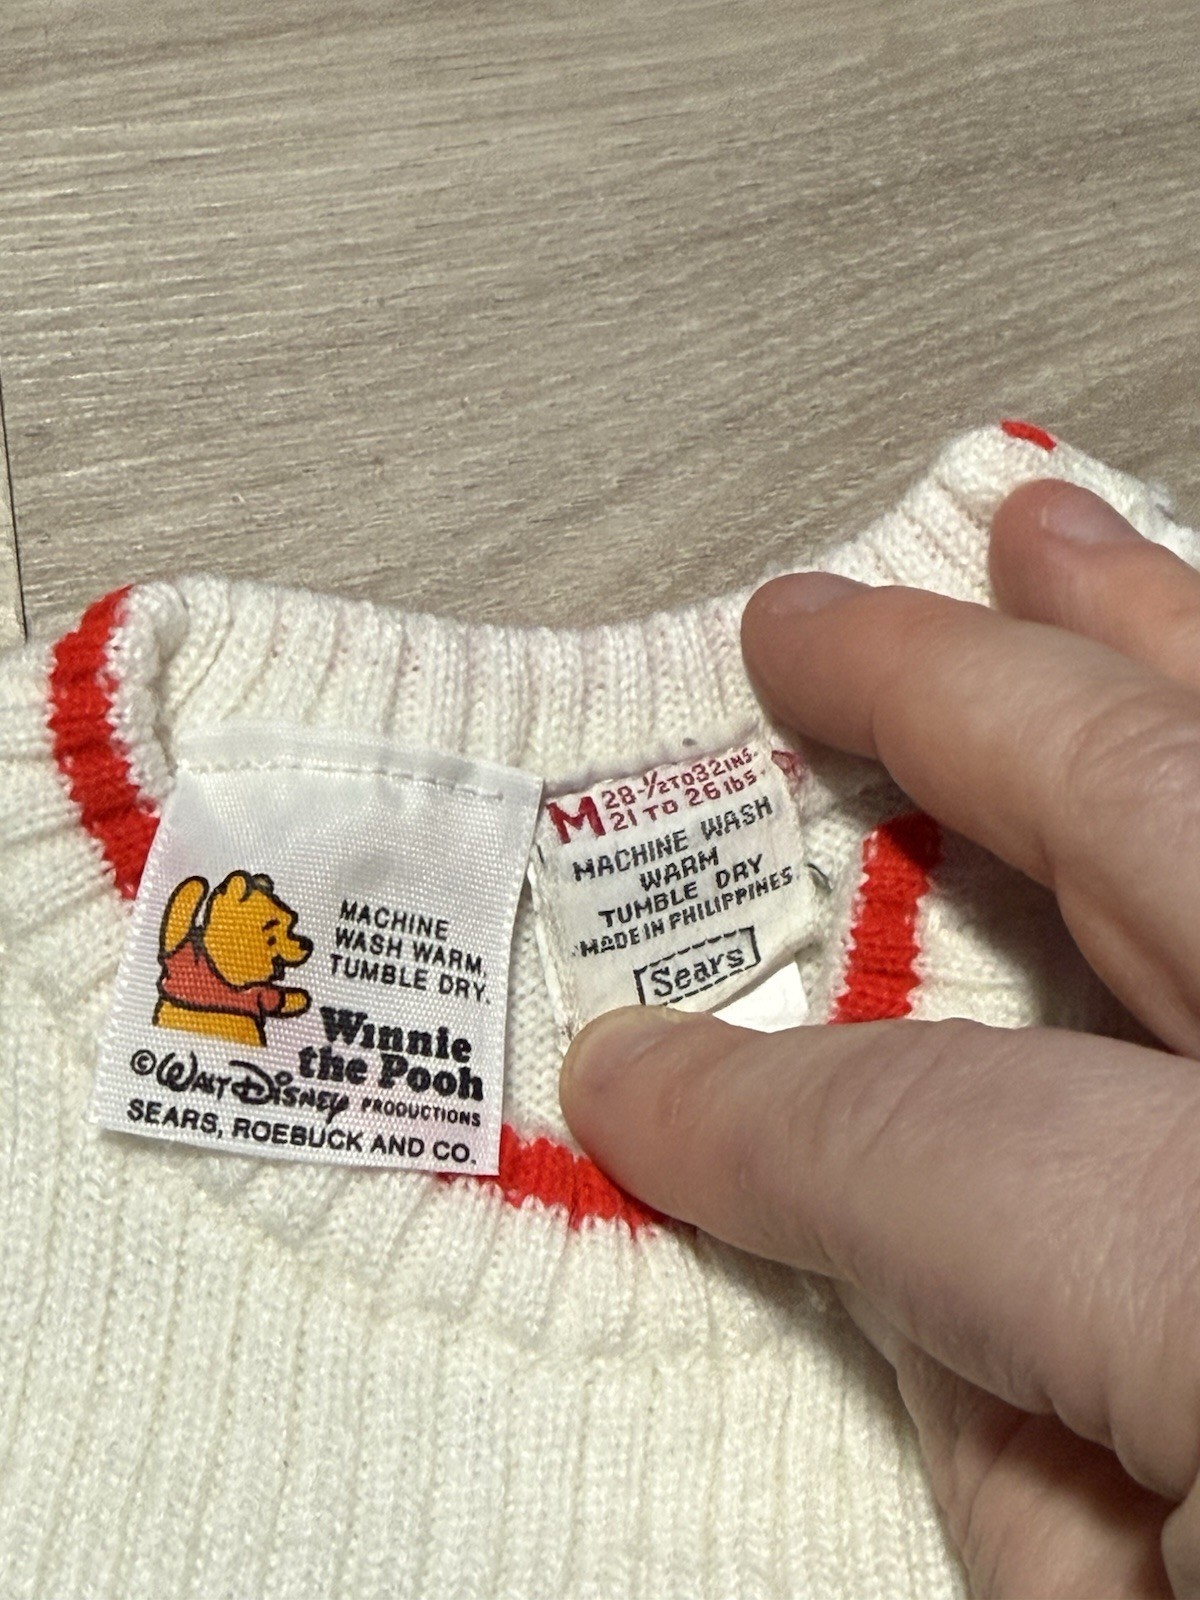 MACHINE
WASH WARM,
TUMBLE DRY.
Winnie
the Pooh
© WALT DISNEY PRODUCTIONS
SEARS, ROEBUCK AND CO.
M 28-1/2 TO 32 INS.
21 TO 26 lbs.
MACHINE WASH
WARM
TUMBLE DRY
MADE IN PHILIPPINES
Sears